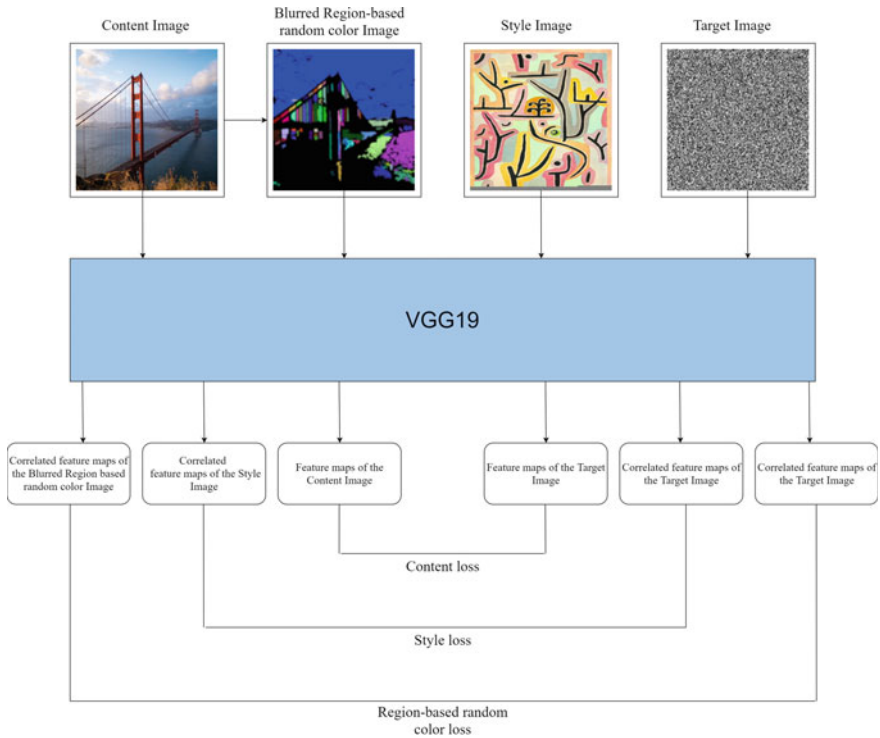 Content Image
Blurred Region-based
random color Image
Style Image
Target Image
VGG19
Correlated feature maps of
the Blurred Region based
random color Image
Correlated
feature maps of the Style
Image
Feature maps of the
Content Image
Feature maps of the Target
Image
Correlated feature maps of
the Target Image
Correlated feature maps of
the Target Image
Content loss
Style loss
Region-based random
color loss